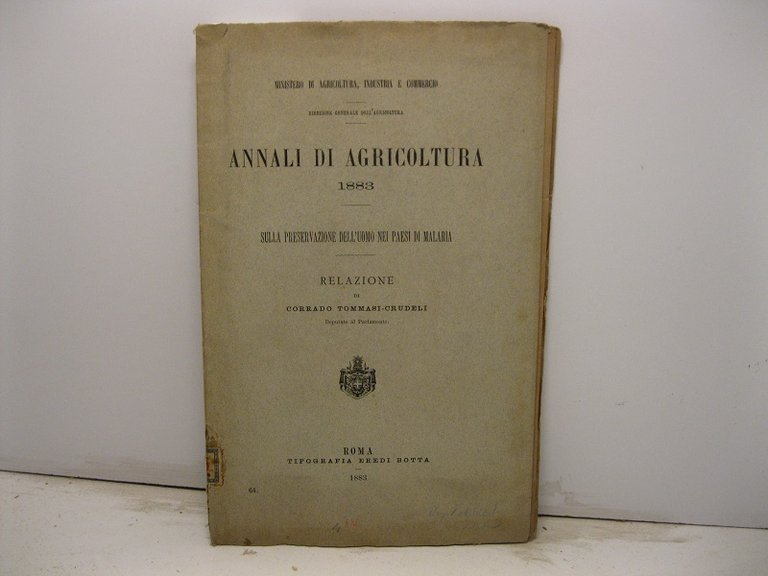 MINISTERO DI AGRICOLTURA, INDUSTRIA E COMMERCIO
DIREZIONE GENERALE DELL'AGRICOLTURA
ANNALI DI AGRICOLTURA
1883
SULLA PRESERVAZIONE DELL'UOMO NEI PAESI DI MALARIA
RELAZIONE
DI
CORRADO TOMMASI-CRUDELI
Deputato al Parlamento.
ROMA
TIPOGRAFIA EREDI BOTTA
1883
64.